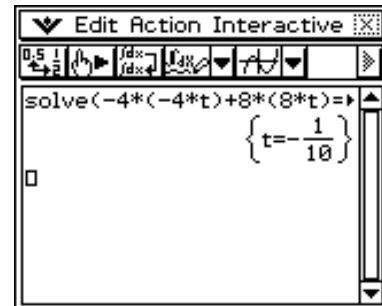 Edit Action Interactive
solve(-4*(-4*t)+8*(8*t)=
{t=-1/10}